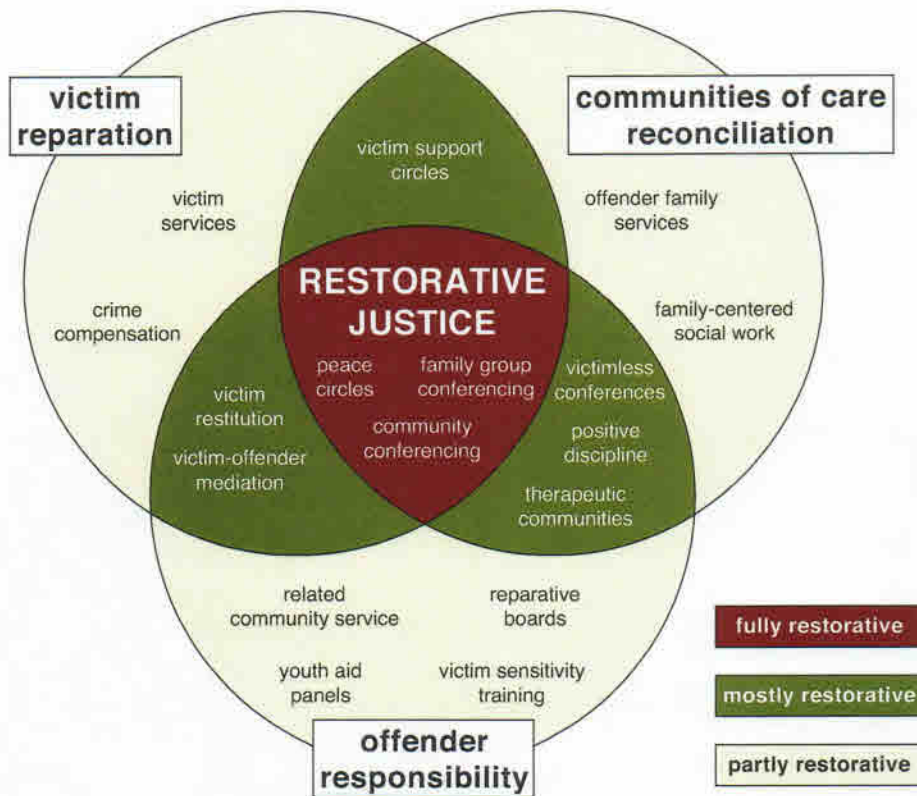 victim
reparation
communities of care
reconciliation
victim support
circles
victim
services
offender family
services
RESTORATIVE
JUSTICE
crime
compensation
family-centered
social work
peace
circles
family group
conferencing
victimless
conferences
victim
restitution
community
conferencing
positive
discipline
victim-offender
mediation
therapeutic
communities
related
community service
reparative
boards
youth aid
panels
victim sensitivity
training
offender
responsibility
fully restorative
mostly restorative
partly restorative